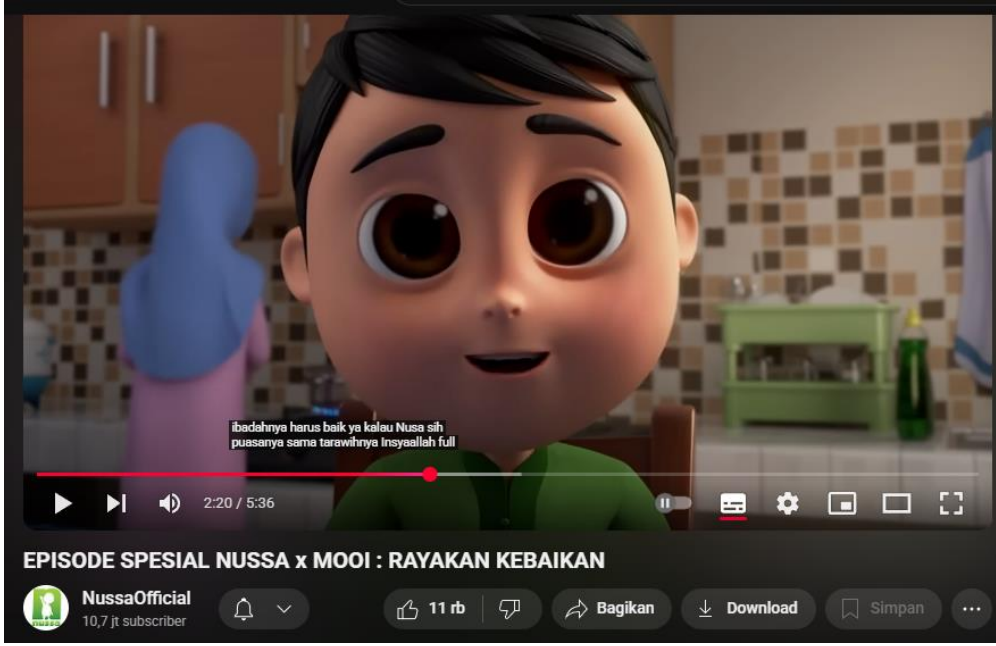 ibadahnya harus baik ya kalau Nusa sih
puasanya sama tarawihnya Insyaallah full
2:20 / 5:36
EPISODE SPESIAL NUSSA x MOOI : RAYAKAN KEBAIKAN
nussa
NussaOfficial
10,7 jt subscriber
11 rb
Bagikan
Download
Simpan